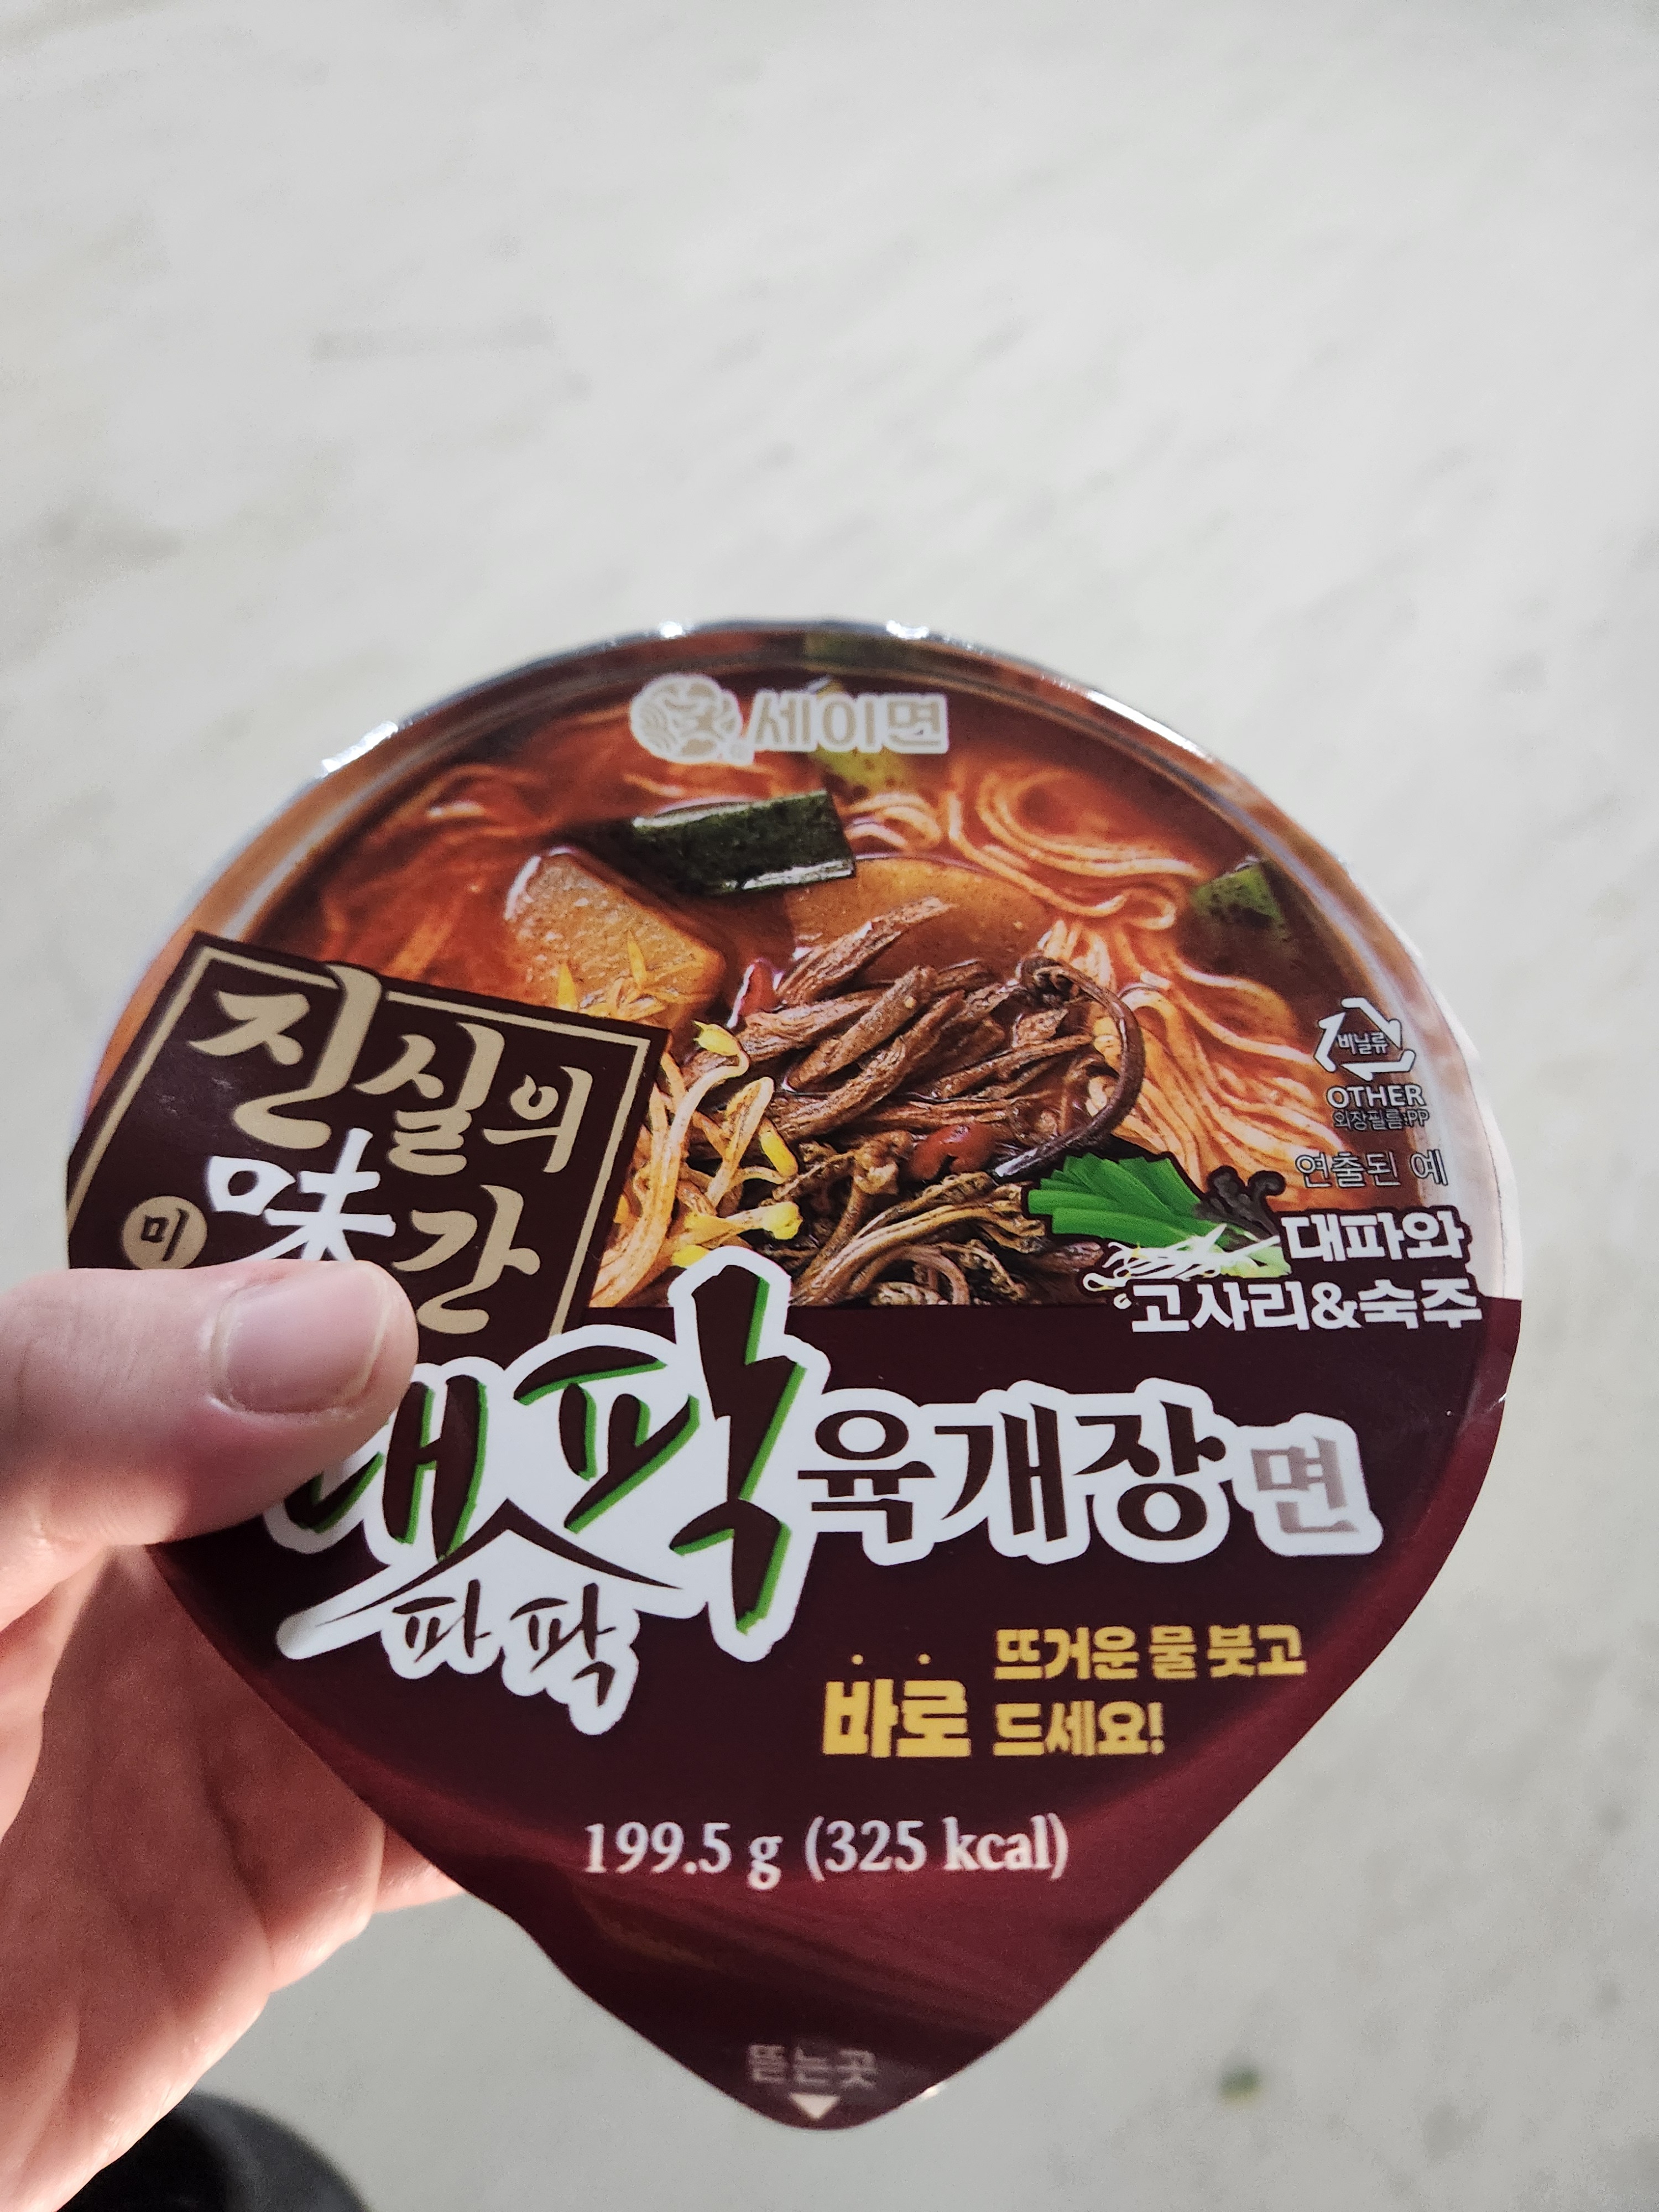 세이면
진실의
味간
미
비닐류
OTHER
외장필름:PP
연출된 예
대파와
고사리&숙주
대팍 육개장면
파팍
뜨거운 물 붓고
바로 드세요!
199.5 g (325 kcal)
뜯는곳